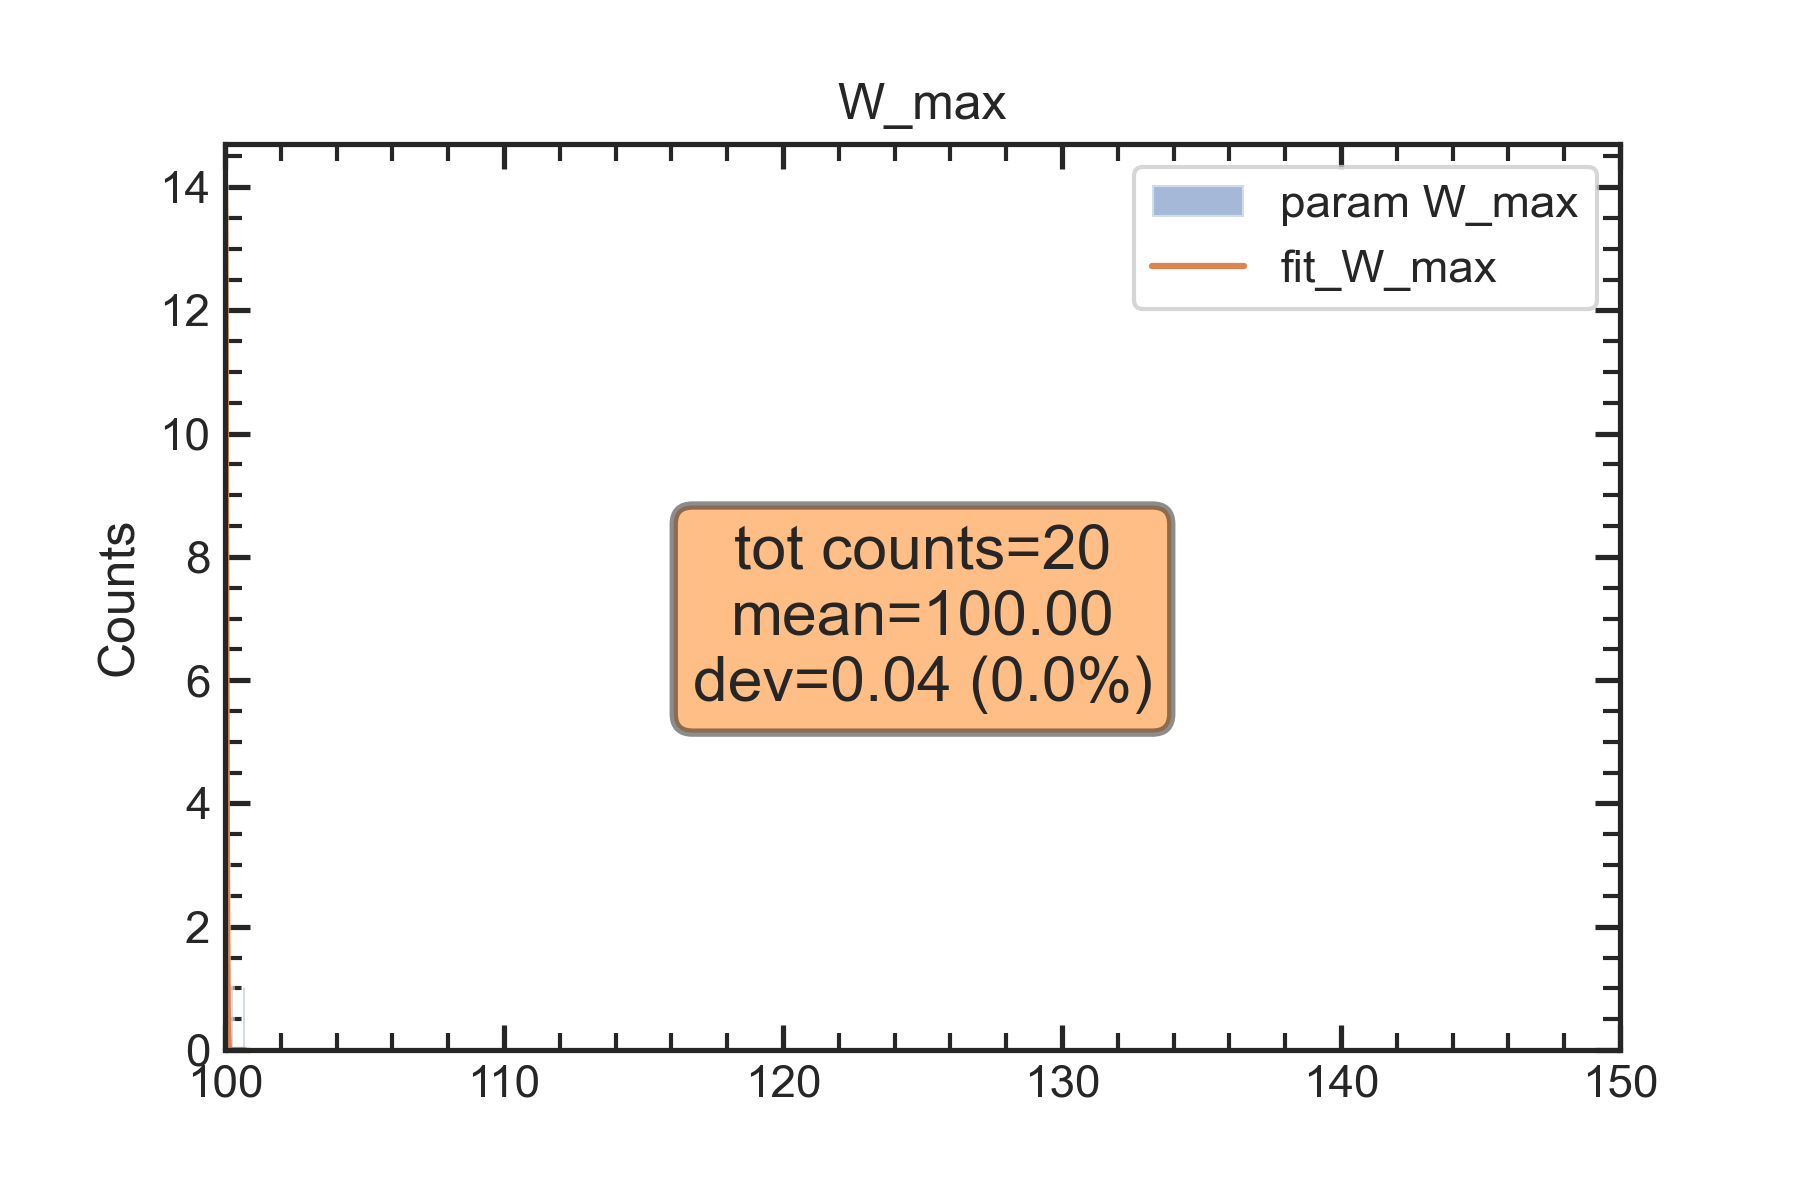 W_max
param W_max
fit_W_max
14
12
10
8
6
4
2
0
Counts
tot counts=20
mean=100.00
dev=0.04 (0.0%)
100 110 120 130 140 150